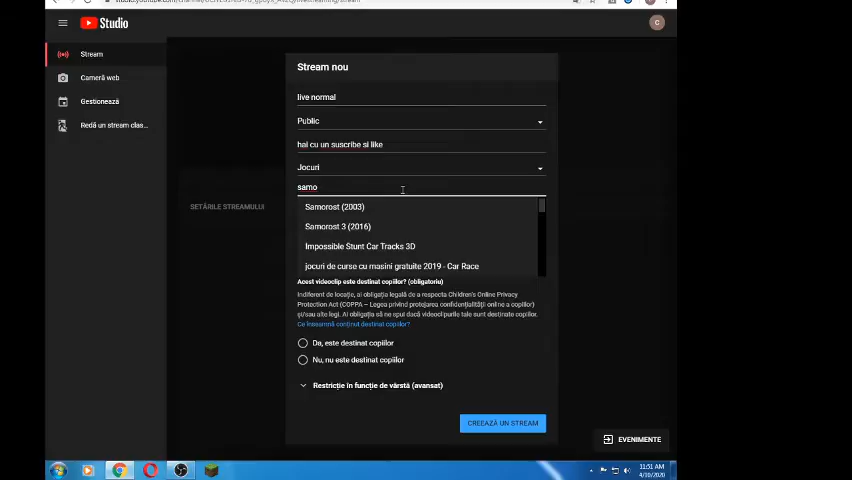 Studio
C
Stream
Cameră web
Gestionează
Redă un stream clas...
SETĂRILE STREAMULUI
Stream nou
live normal
Public
hai cu un suscribe si like
Jocuri
samo
Samorost (2003)
Samorost 3 (2016)
Impossible Stunt Car Tracks 3D
jocuri de curse cu masini gratuite 2019 - Car Race
Acest videoclip este destinat copiilor? (obligatoriu)
Indiferent de locație, ai obligația legală de a respecta Children's Online Privacy
Protection Act (COPPA – Legea privind protejarea confidențialității online a copiilor)
și/sau alte legi. Ai obligația să ne spui dacă videoclipurile tale sunt destinate copiilor.
Ce înseamnă conținut destinat copiilor?
Da, este destinat copiilor
Nu, nu este destinat copiilor
Restricție în funcție de vârstă (avansat)
CREEAZĂ UN STREAM
EVENIMENTE
11:51 AM
4/10/2020